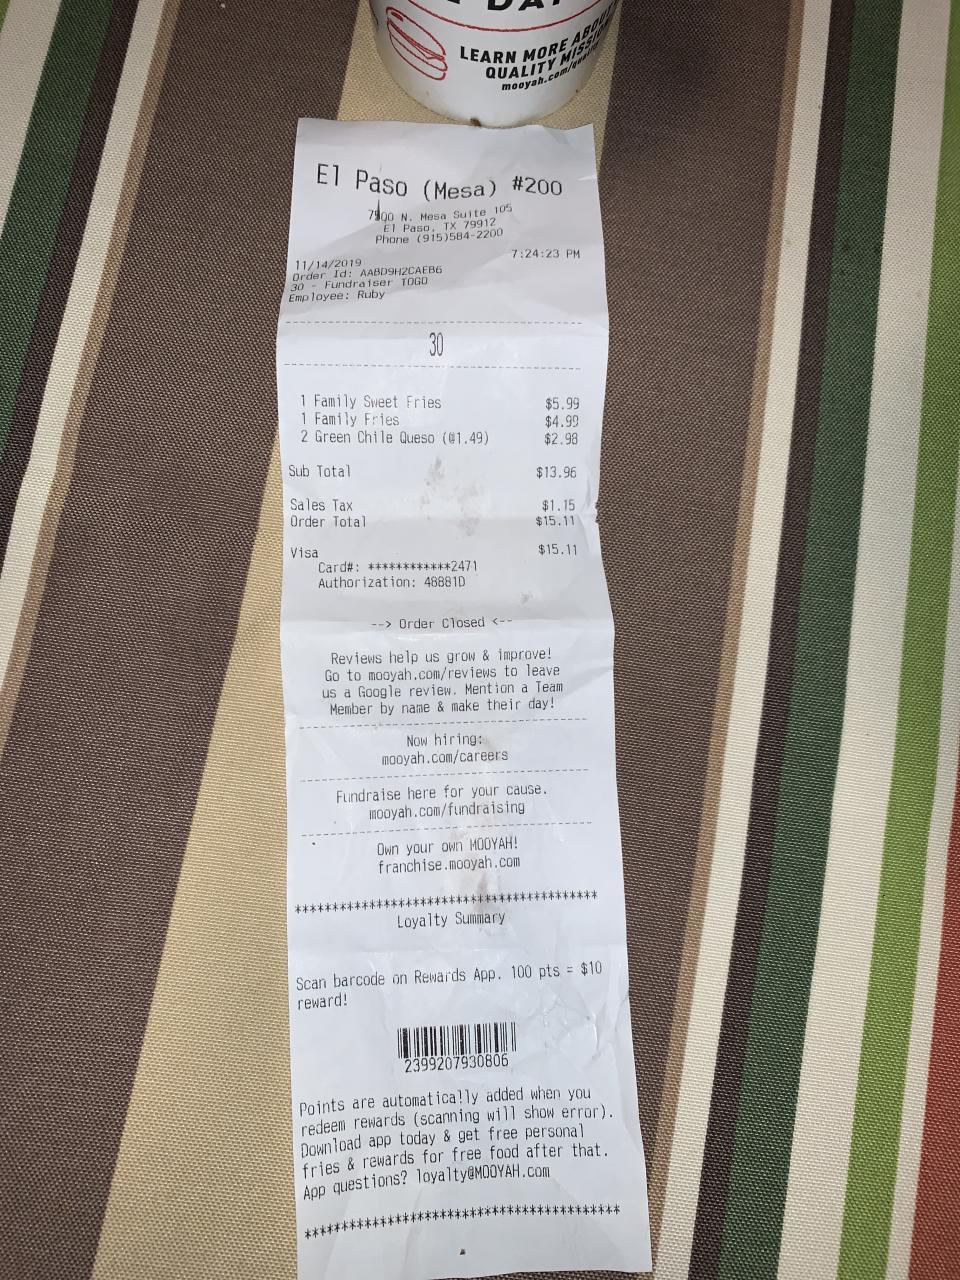 DAY
LEARN MORE ABOUT
QUALITY MISSION
mooyah.com/qual
El Paso (Mesa) #200
7900 N. Mesa Suite 105
El Paso, TX 79912
Phone (915)584-2200
11/14/2019 7:24:23 PM
Order Id: AABD9H2CAEB6
30 - Fundraiser TOGO
Employee: Ruby
----------------------------------------
30
----------------------------------------
1 Family Sweet Fries $5.99
1 Family Fries $4.99
2 Green Chile Queso (@1.49) $2.98
Sub Total $13.96
Sales Tax $1.15
Order Total $15.11
Visa $15.11
Card#: ************2471
Authorization: 48881D
--> Order Closed <--
Reviews help us grow & improve!
Go to mooyah.com/reviews to leave
us a Google review. Mention a Team
Member by name & make their day!
----------------------------------------
Now hiring:
mooyah.com/careers
----------------------------------------
Fundraise here for your cause.
mooyah.com/fundraising
----------------------------------------
Own your own MOOYAH!
franchise.mooyah.com
****************************************
Loyalty Summary
Scan barcode on Rewards App. 100 pts = $10
reward!
2399207930806
Points are automatically added when you
redeem rewards (scanning will show error).
Download app today & get free personal
fries & rewards for free food after that.
App questions? loyalty@MOOYAH.com
****************************************